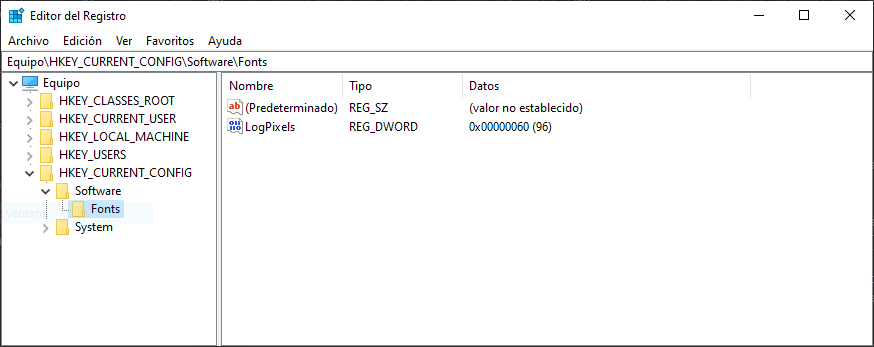 Editor del Registro
Archivo Edición Ver Favoritos Ayuda
Equipo\HKEY_CURRENT_CONFIG\Software\Fonts
Equipo
HKEY_CLASSES_ROOT
HKEY_CURRENT_USER
HKEY_LOCAL_MACHINE
HKEY_USERS
HKEY_CURRENT_CONFIG
Software
Fonts
System
Nombre Tipo Datos
(Predeterminado) REG_SZ (valor no establecido)
LogPixels REG_DWORD 0x00000060 (96)